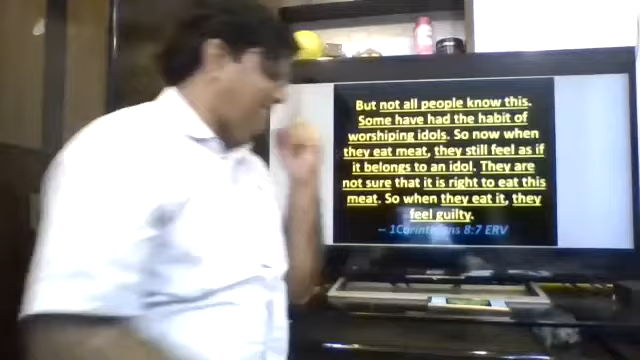 But not all people know this.
Some have had the habit of
worshiping idols. So now when
they eat meat, they still feel as if
it belongs to an idol. They are
not sure that it is right to eat this
meat. So when they eat it, they
feel guilty.
– 1Corinthians 8:7 ERV